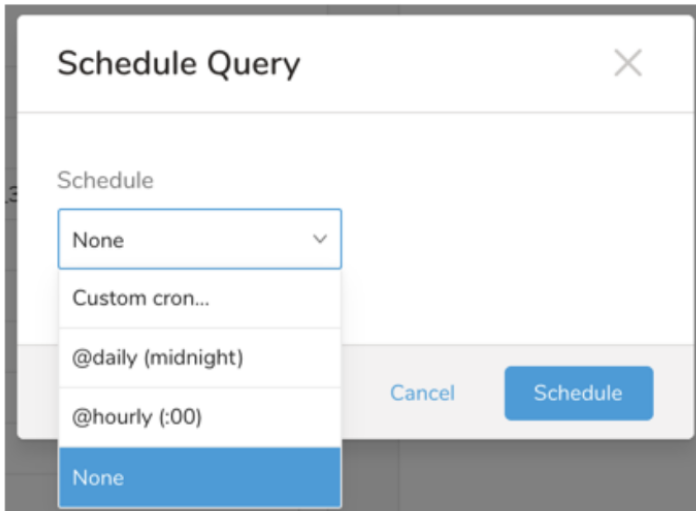 Schedule Query
Schedule
None
Custom cron...
@daily (midnight)
@hourly (:00)
None
Cancel
Schedule